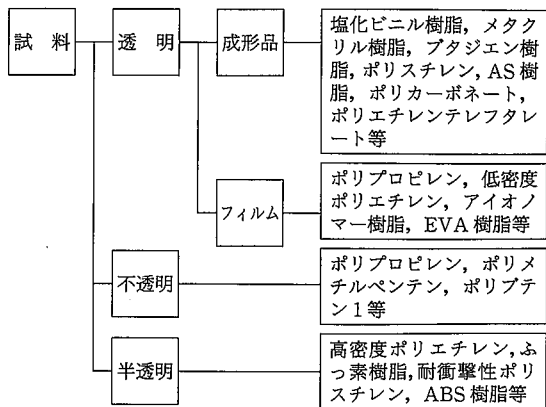 試料
透明
成形品
塩化ビニル樹脂，メタク
リル樹脂，ブタジエン樹
脂，ポリスチレン，AS樹
脂，ポリカーボネート，
ポリエチレンテレフタレ
ート等
フィルム
ポリプロピレン，低密度
ポリエチレン，アイオノ
マー樹脂，EVA樹脂等
不透明
ポリプロピレン，ポリメ
チルペンテン，ポリブテ
ン1等
半透明
高密度ポリエチレン，ふ
っ素樹脂，耐衝撃性ポリ
スチレン，ABS樹脂等